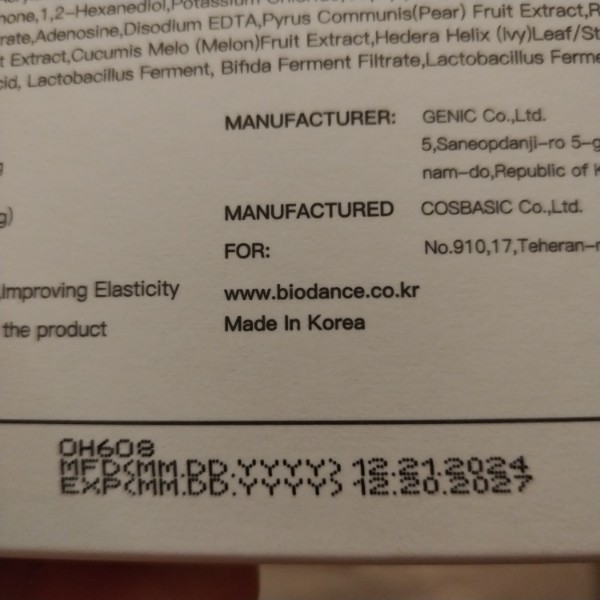 none,1,2-Hexanediol,Potassium
rate,Adenosine,Disodium EDTA,Pyrus Communis(Pear) Fruit Extract,R
t Extract,Cucumis Melo (Melon)Fruit Extract,Hedera Helix (Ivy)Leaf/St
cid, Lactobacillus Ferment, Bifida Ferment Filtrate,Lactobacillus Ferme
MANUFACTURER: GENIC Co.,Ltd.
5,Saneopdanji-ro 5-g
nam-do,Republic of K
g)
MANUFACTURED COSBASIC Co.,Ltd.
FOR: No.910,17,Teheran-r
,Improving Elasticity www.biodance.co.kr
the product Made In Korea
OH608
MFD(MM.DD.YYYY) 12.21.2024
EXP(MM.DD.YYYY) 12.20.2027